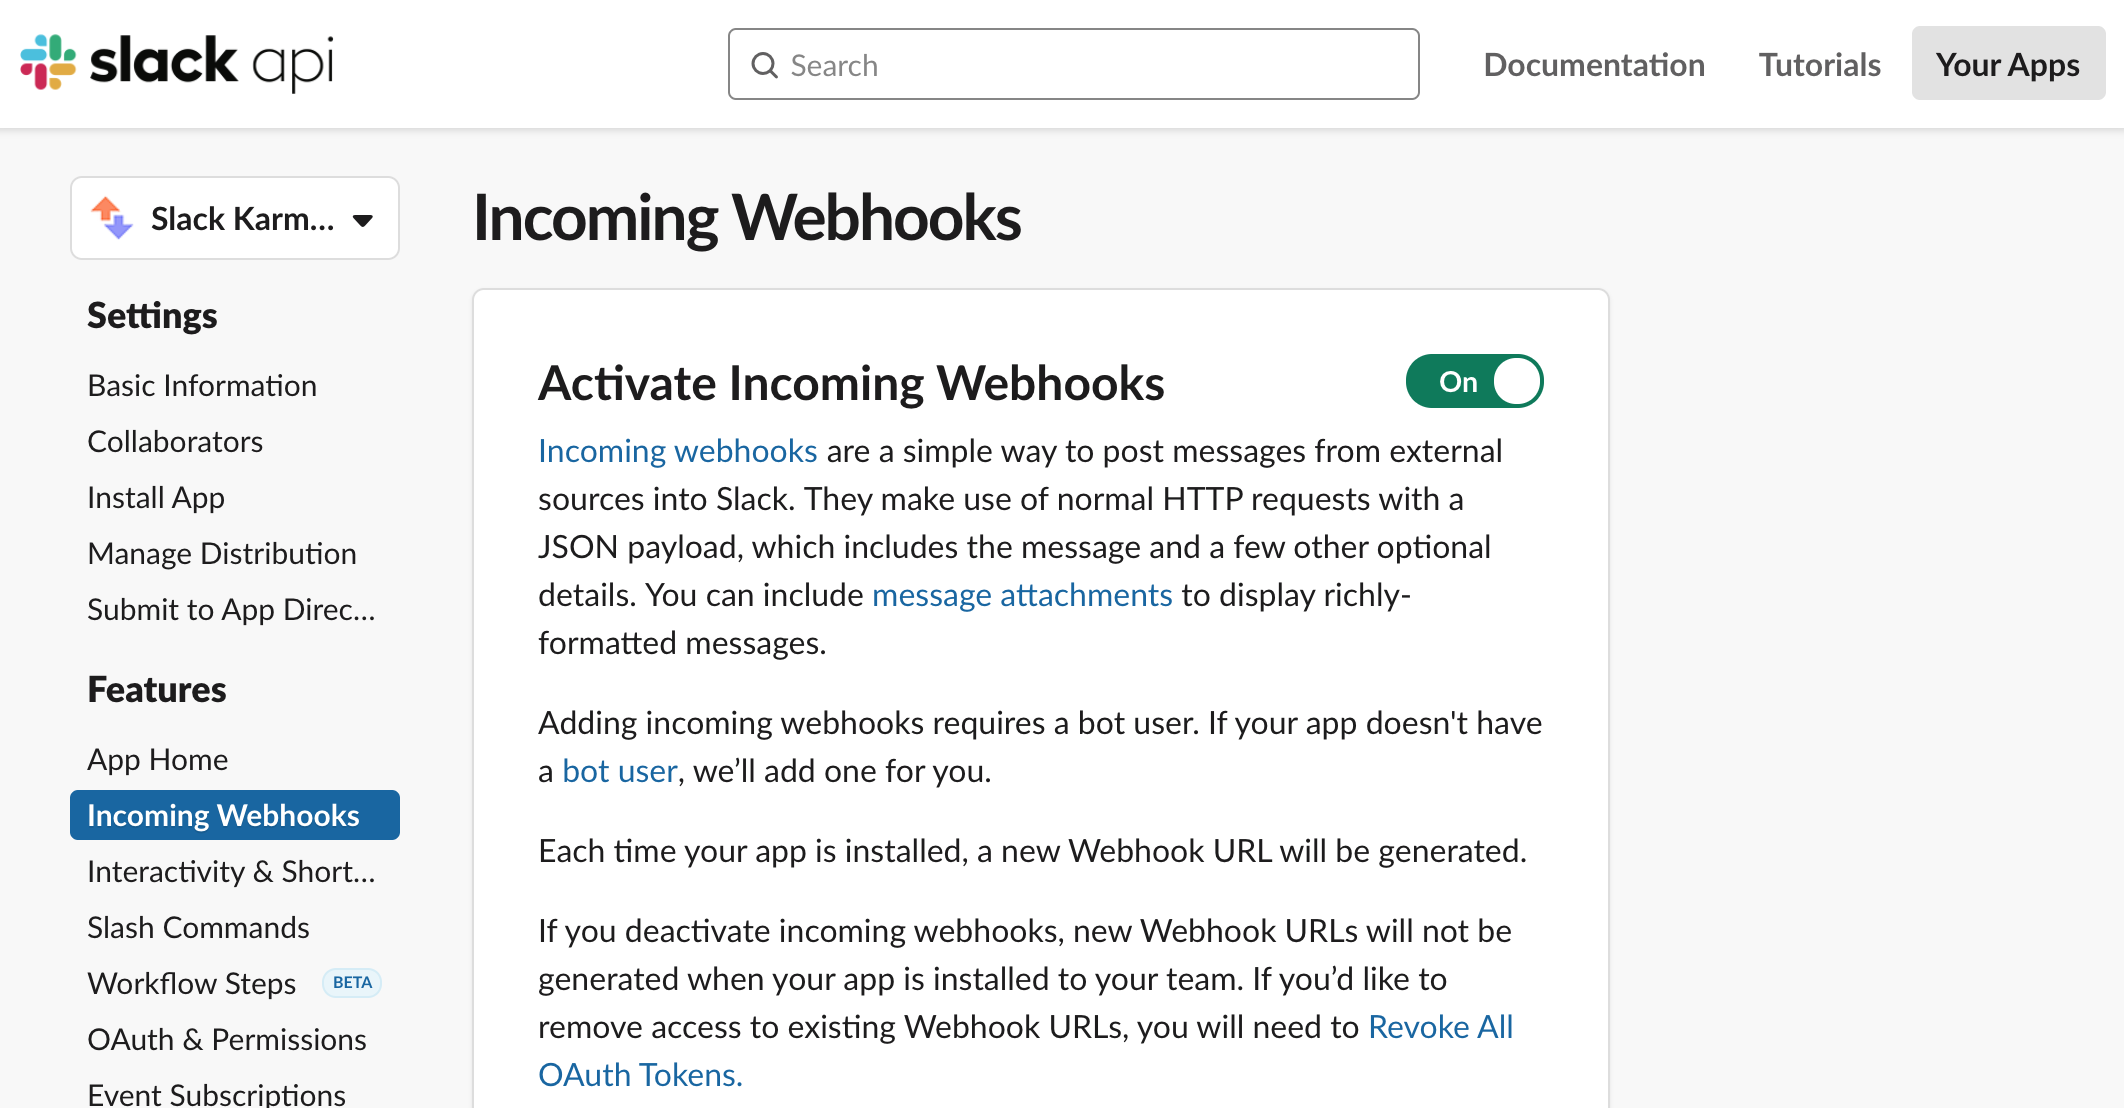 slack api
Search
Documentation
Tutorials
Your Apps
Slack Karm...
Settings
Basic Information
Collaborators
Install App
Manage Distribution
Submit to App Direc...
Features
App Home
Incoming Webhooks
Interactivity & Short...
Slash Commands
Workflow Steps BETA
OAuth & Permissions
Event Subscriptions
Incoming Webhooks
Activate Incoming Webhooks
On
Incoming webhooks are a simple way to post messages from external
sources into Slack. They make use of normal HTTP requests with a
JSON payload, which includes the message and a few other optional
details. You can include message attachments to display richly-
formatted messages.
Adding incoming webhooks requires a bot user. If your app doesn't have
a bot user, we’ll add one for you.
Each time your app is installed, a new Webhook URL will be generated.
If you deactivate incoming webhooks, new Webhook URLs will not be
generated when your app is installed to your team. If you’d like to
remove access to existing Webhook URLs, you will need to Revoke All
OAuth Tokens.